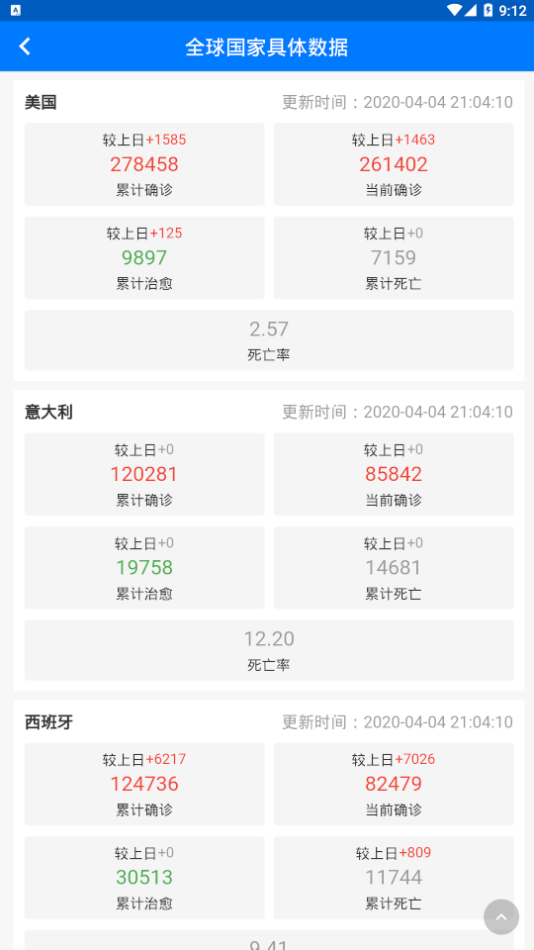 A
9:12
全球国家具体数据
美国 更新时间：2020-04-04 21:04:10
较上日+1585 较上日+1463
278458 261402
累计确诊 当前确诊
较上日+125 较上日+0
9897 7159
累计治愈 累计死亡
2.57
死亡率
意大利 更新时间：2020-04-04 21:04:10
较上日+0 较上日+0
120281 85842
累计确诊 当前确诊
较上日+0 较上日+0
19758 14681
累计治愈 累计死亡
12.20
死亡率
西班牙 更新时间：2020-04-04 21:04:10
较上日+6217 较上日+7026
124736 82479
累计确诊 当前确诊
较上日+0 较上日+809
30513 11744
累计治愈 累计死亡
9.41